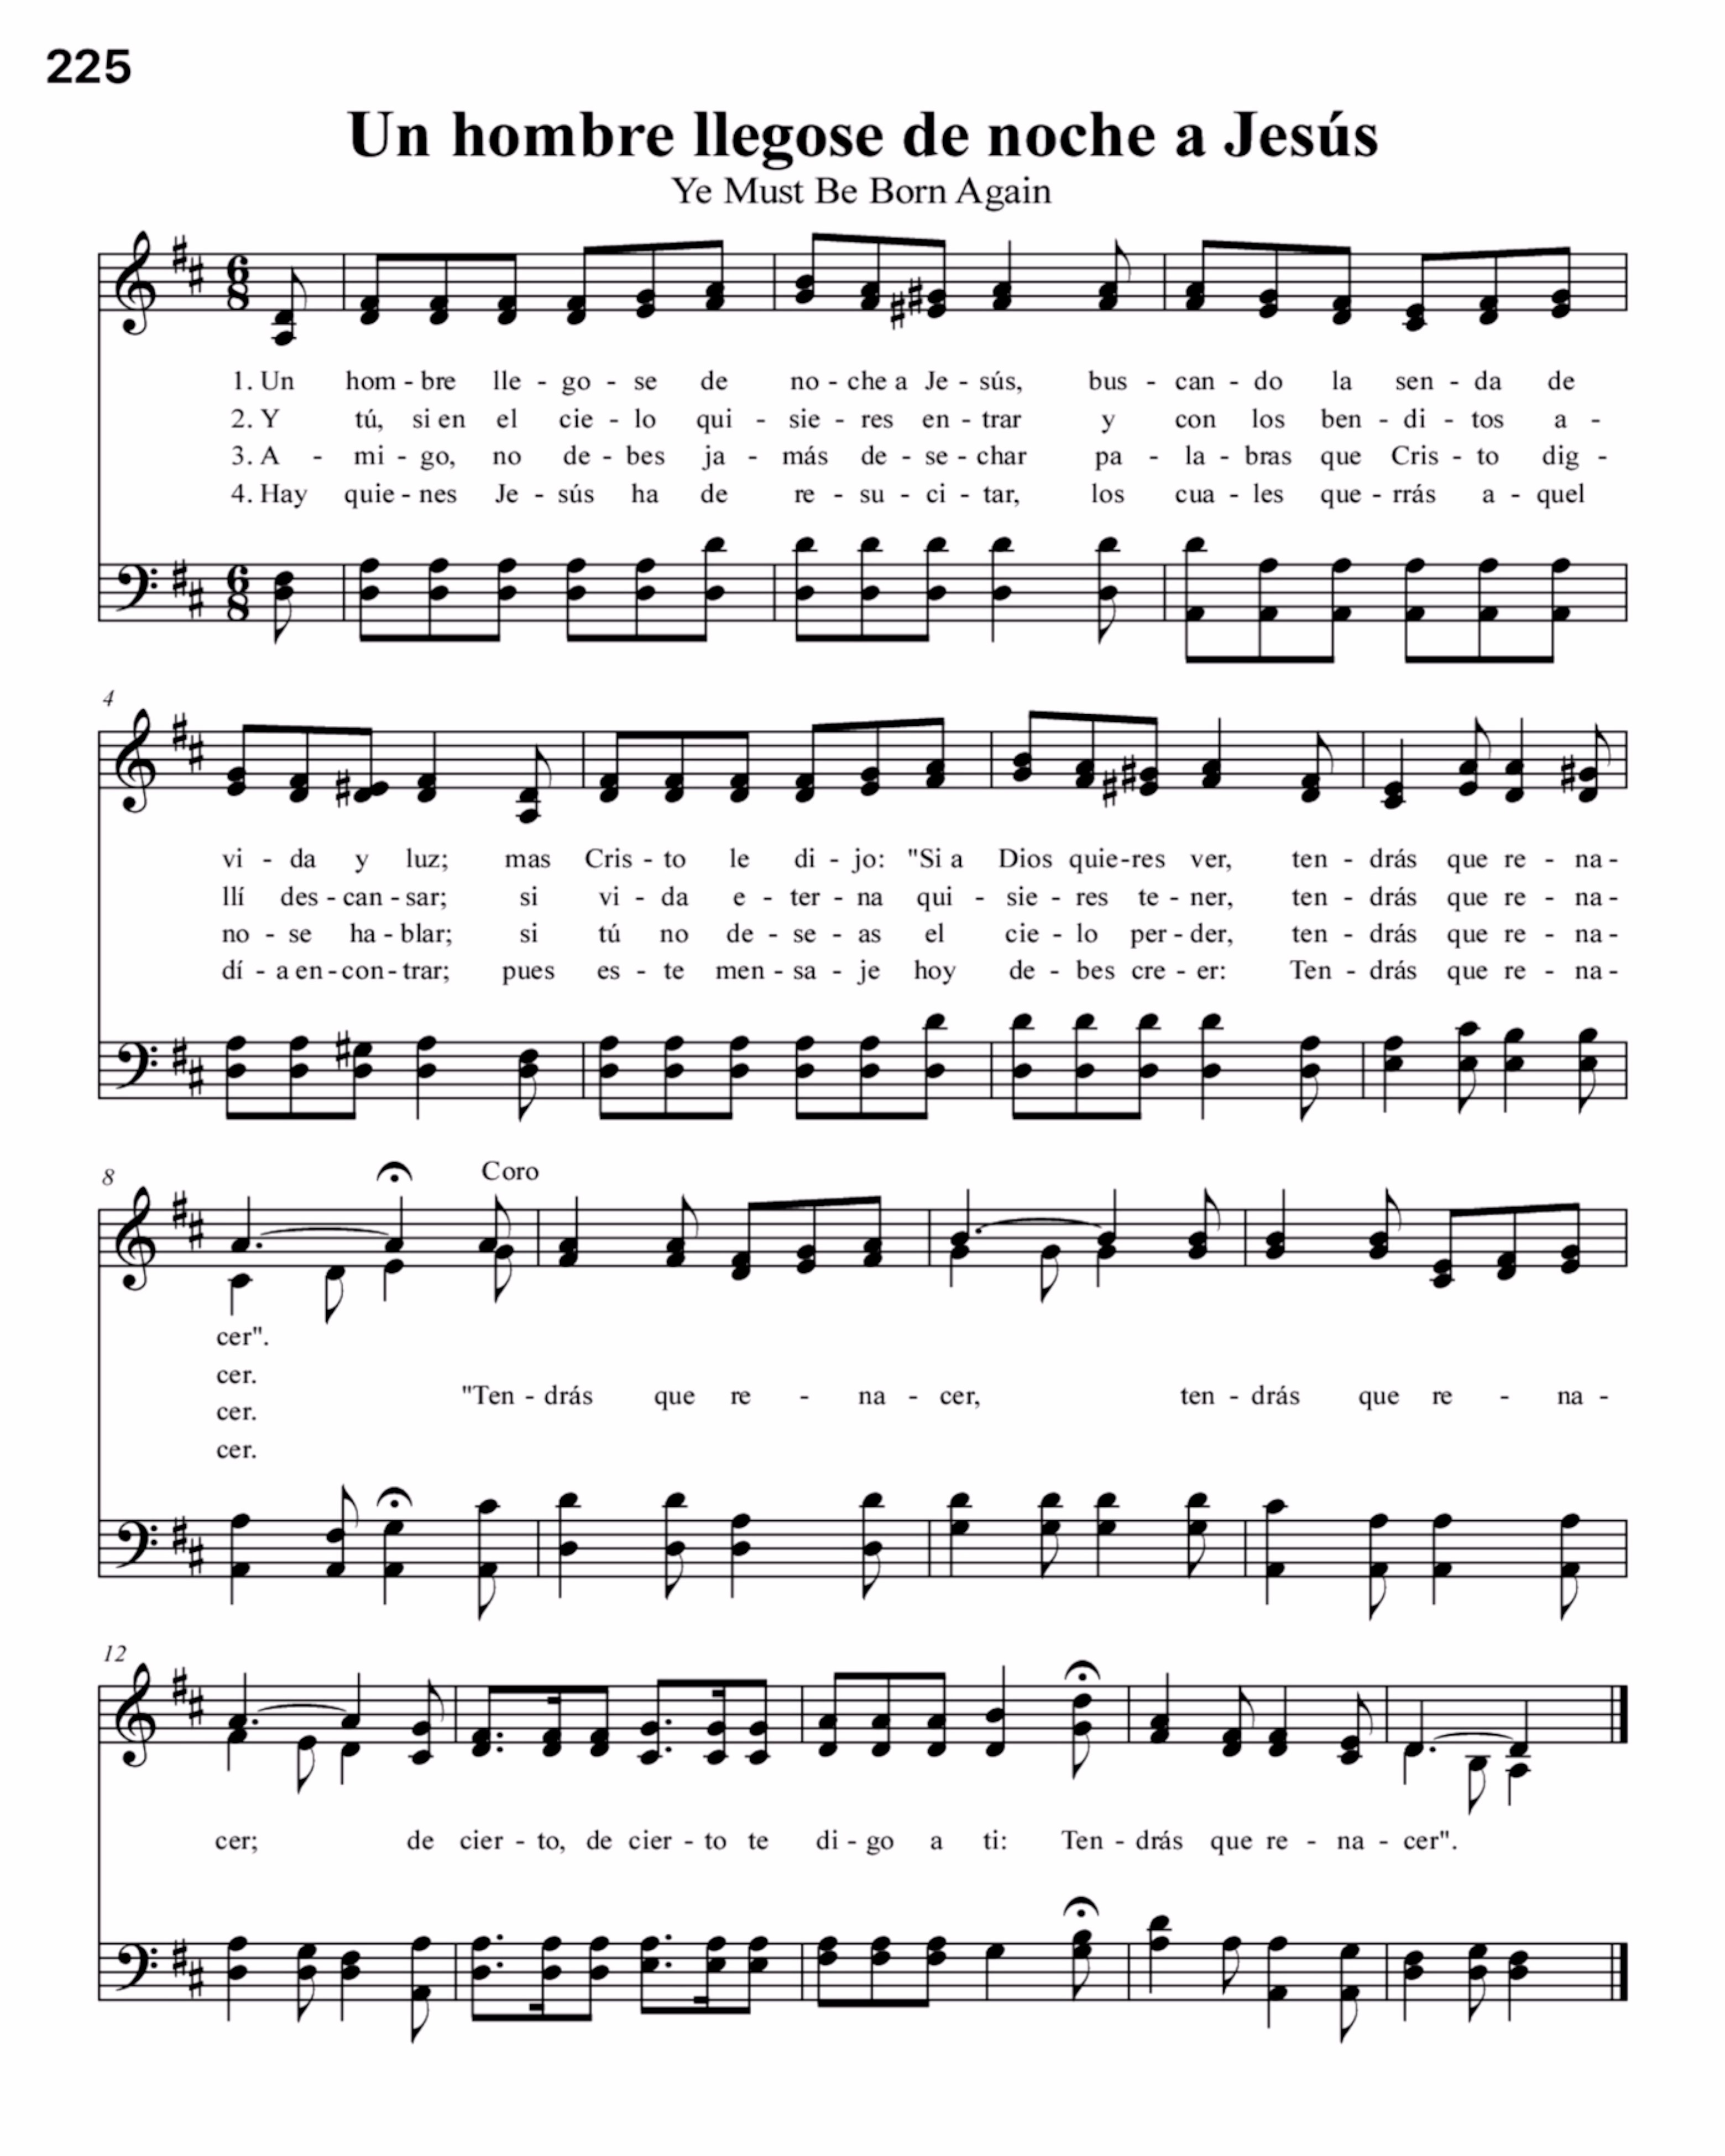 225
Un hombre llegose de noche a Jesús
Ye Must Be Born Again
6 8
1. Un hom - bre lle - go - se de no - che a Je - sús, bus - can - do la sen - da de
2. Y tú, si en el cie - lo qui - sie - res en - trar y con los ben - di - tos a -
3. A - mi - go, no de - bes ja - más de - se - char pa - la - bras que Cris - to dig -
4. Hay quie - nes Je - sús ha de re - su - ci - tar, los cua - les que - rrás a - quel
6 8
4
vi - da y luz; mas Cris - to le di - jo: "Si a Dios quie - res ver, ten - drás que re - na -
llí des - can - sar; si vi - da e - ter - na qui - sie - res te - ner, ten - drás que re - na -
no - se ha - blar; si tú no de - se - as el cie - lo per - der, ten - drás que re - na -
dí - a en - con - trar; pues es - te men - sa - je hoy de - bes cre - er: Ten - drás que re - na -
8
Coro
cer".
cer.
"Ten - drás que re - na - cer, ten - drás que re - na -
cer.
cer.
12
cer; de cier - to, de cier - to te di - go a ti: Ten - drás que re - na - cer".